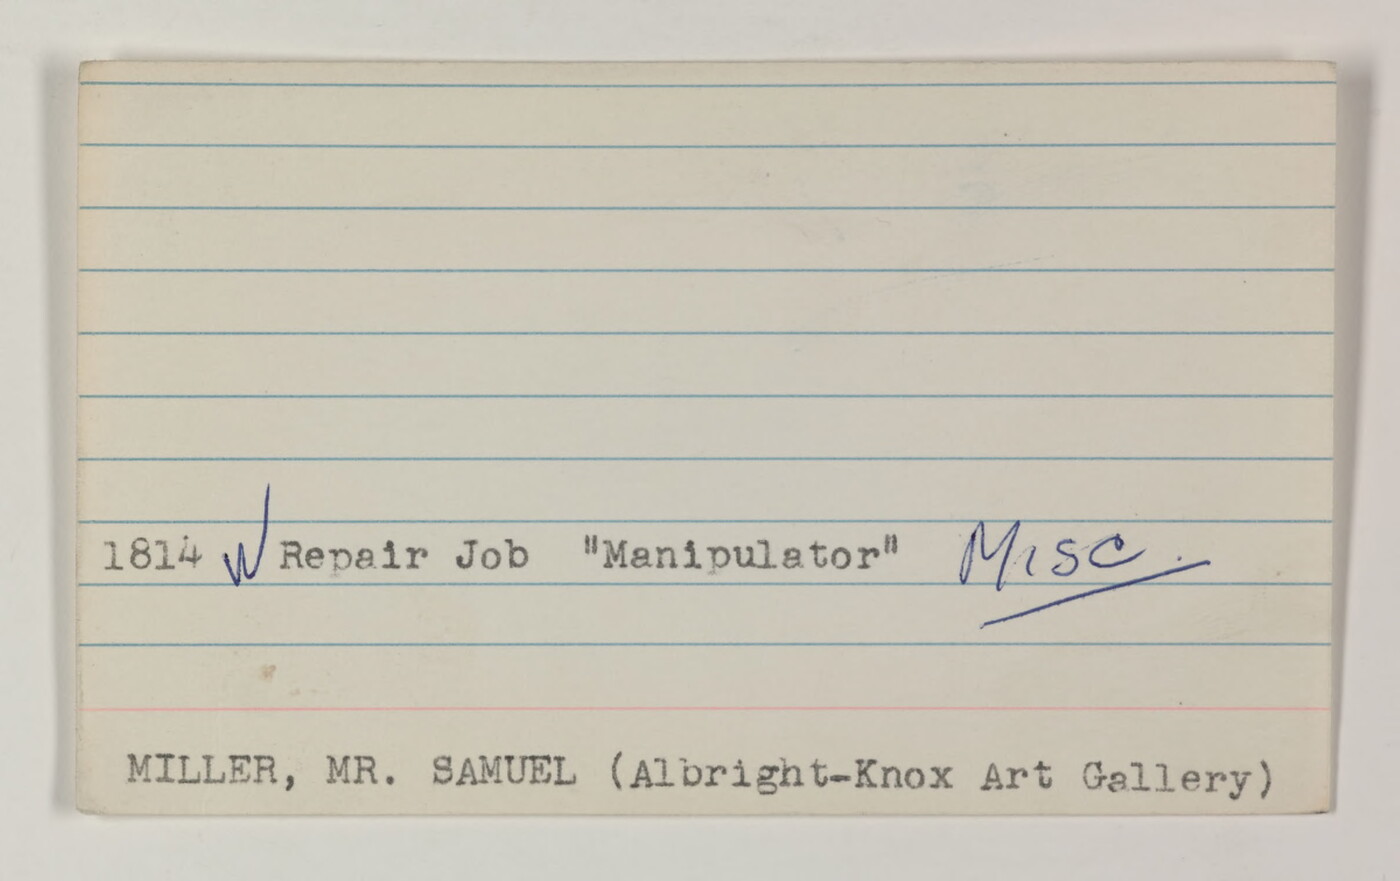 1814 Repair Job "Manipulator" Misc.
MILLER, MR. SAMUEL (Albright-Knox Art Gallery)